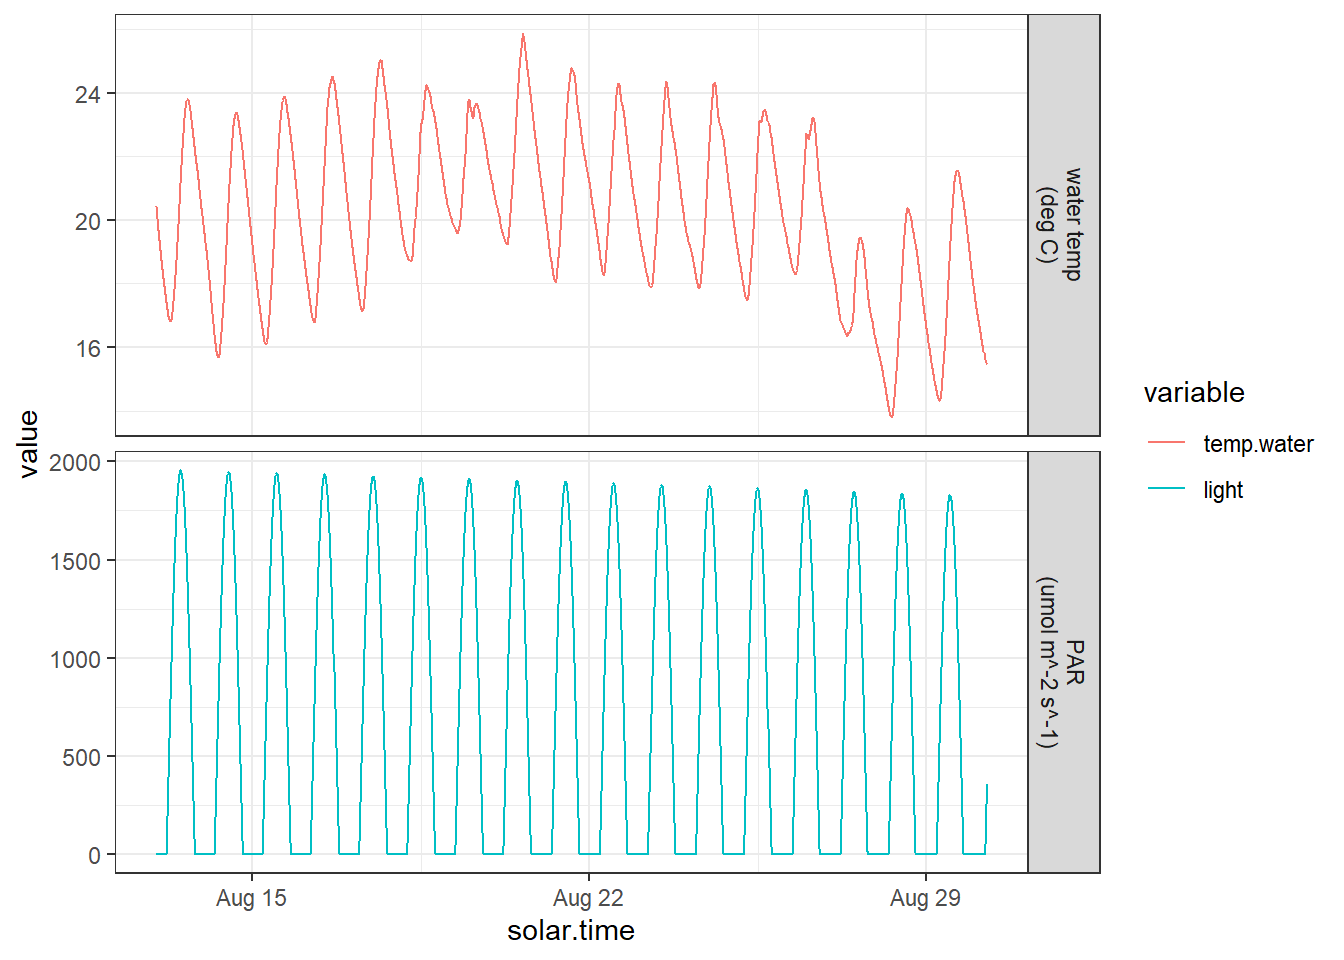 24
20
16
water temp
(deg C)
value
2000
1500
1000
500
0
PAR
(umol m^-2 s^-1)
Aug 15
Aug 22
Aug 29
solar.time
variable
temp.water
light